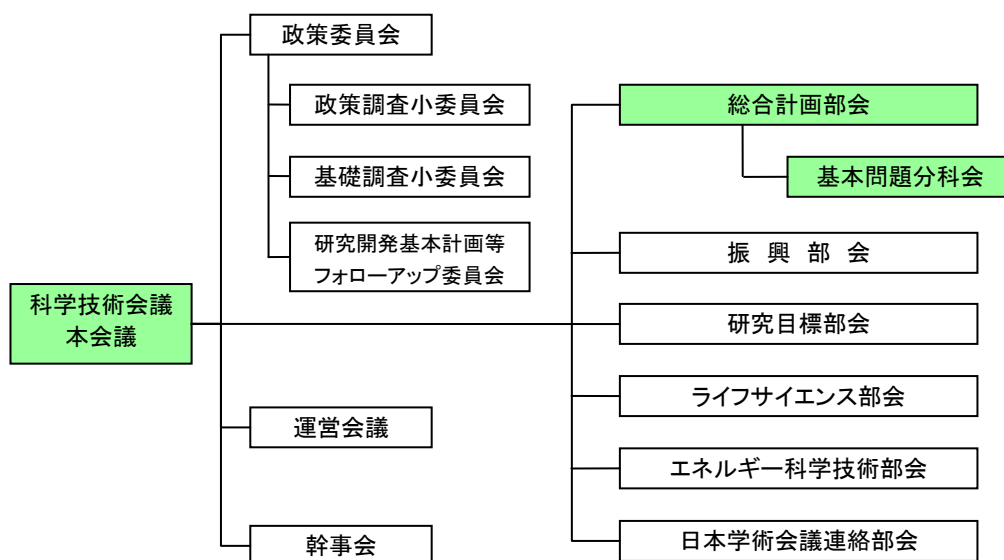 政策委員会
政策調査小委員会
基礎調査小委員会
研究開発基本計画等
フォローアップ委員会
科学技術会議
本会議
運営会議
幹事会
総合計画部会
基本問題分科会
振 興 部 会
研究目標部会
ライフサイエンス部会
エネルギー科学技術部会
日本学術会議連絡部会